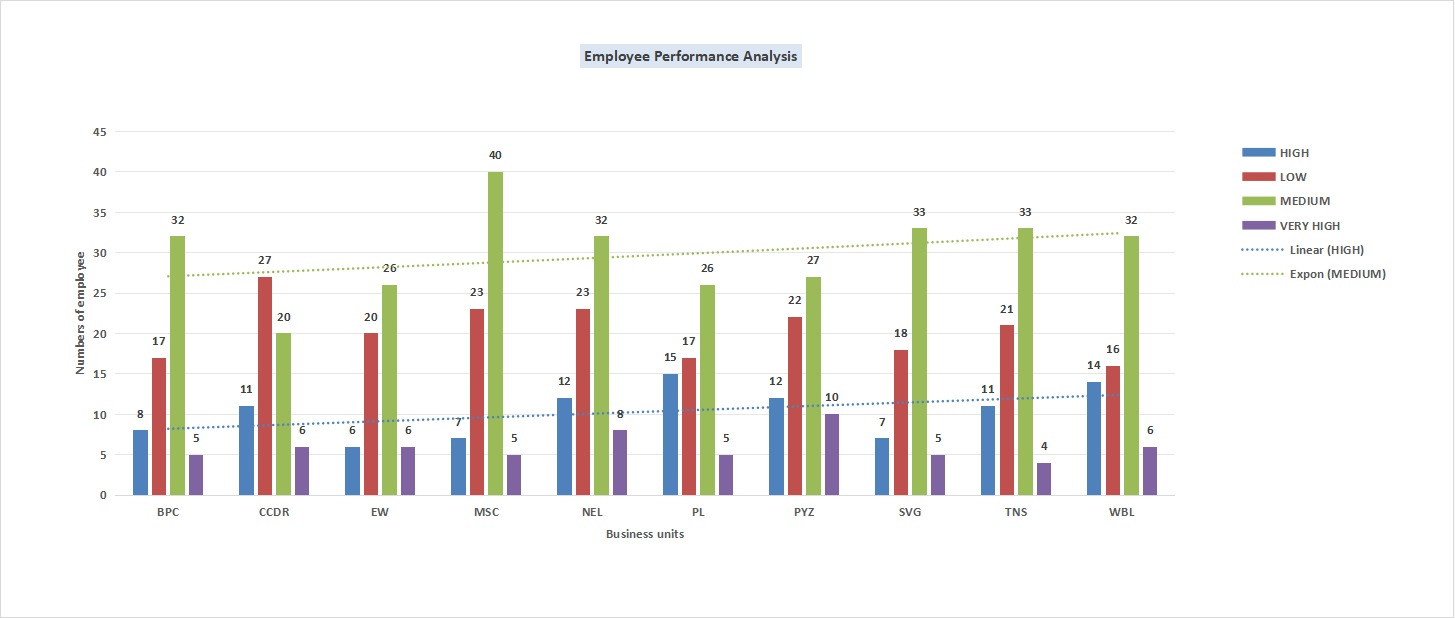 Employee Performance Analysis
45
40
35
30
25
20
15
10
5
0
Numbers of employee
8 17 32 5
11 27 20 6
6 20 26 6
7 23 40 5
12 23 32 8
15 17 26 5
12 22 27 10
7 18 33 5
11 21 33 4
14 16 32 6
BPC CCDR EW MSC NEL PL PYZ SVG TNS WBL
Business units
HIGH
LOW
MEDIUM
VERY HIGH
Linear (HIGH)
Expon (MEDIUM)